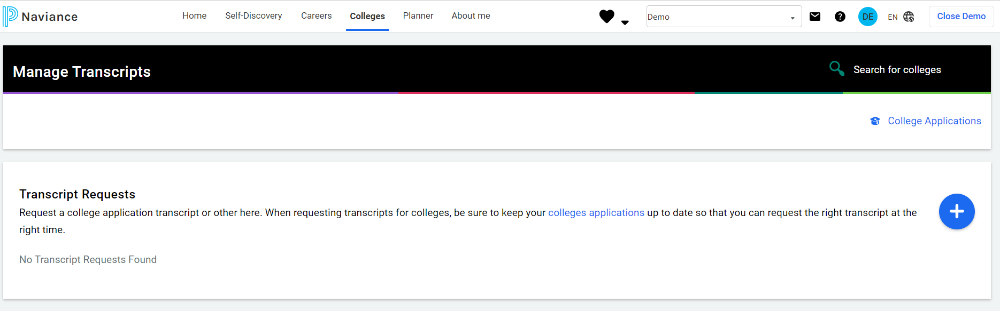 Naviance
Home Self-Discovery Careers Colleges Planner About me Demo ? DE EN Close Demo
Manage Transcripts
Search for colleges
College Applications
Transcript Requests
Request a college application transcript or other here. When requesting transcripts for colleges, be sure to keep your colleges applications up to date so that you can request the right transcript at the
right time.
No Transcript Requests Found